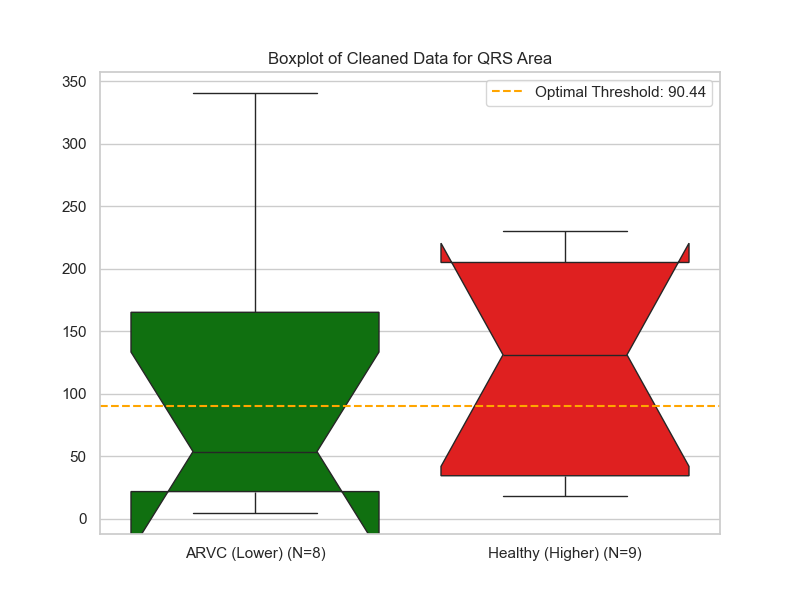 Boxplot of Cleaned Data for QRS Area
350
300
250
200
150
100
50
0
Optimal Threshold: 90.44
ARVC (Lower) (N=8)
Healthy (Higher) (N=9)